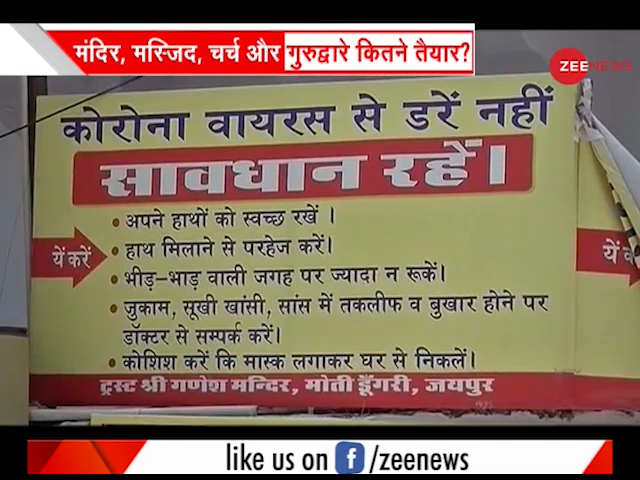 मंदिर, मस्जिद, चर्च और गुरुद्वारे कितने तैयार?
ZEE NEWS
कोरोना वायरस से डरें नहीं
सावधान रहें।
यें करें
• अपने हाथों को स्वच्छ रखें ।
• हाथ मिलाने से परहेज करें।
• भीड़-भाड़ वाली जगह पर ज्यादा न रूकें।
• जुकाम, सूखी खांसी, सांस में तकलीफ व बुखार होने पर
डॉक्टर से सम्पर्क करें।
• कोशिश करें कि मास्क लगाकर घर से निकलें।
ट्रस्ट श्री गणेश मन्दिर, मोती डूँगरी, जयपुर
यें
like us on f/zeenews